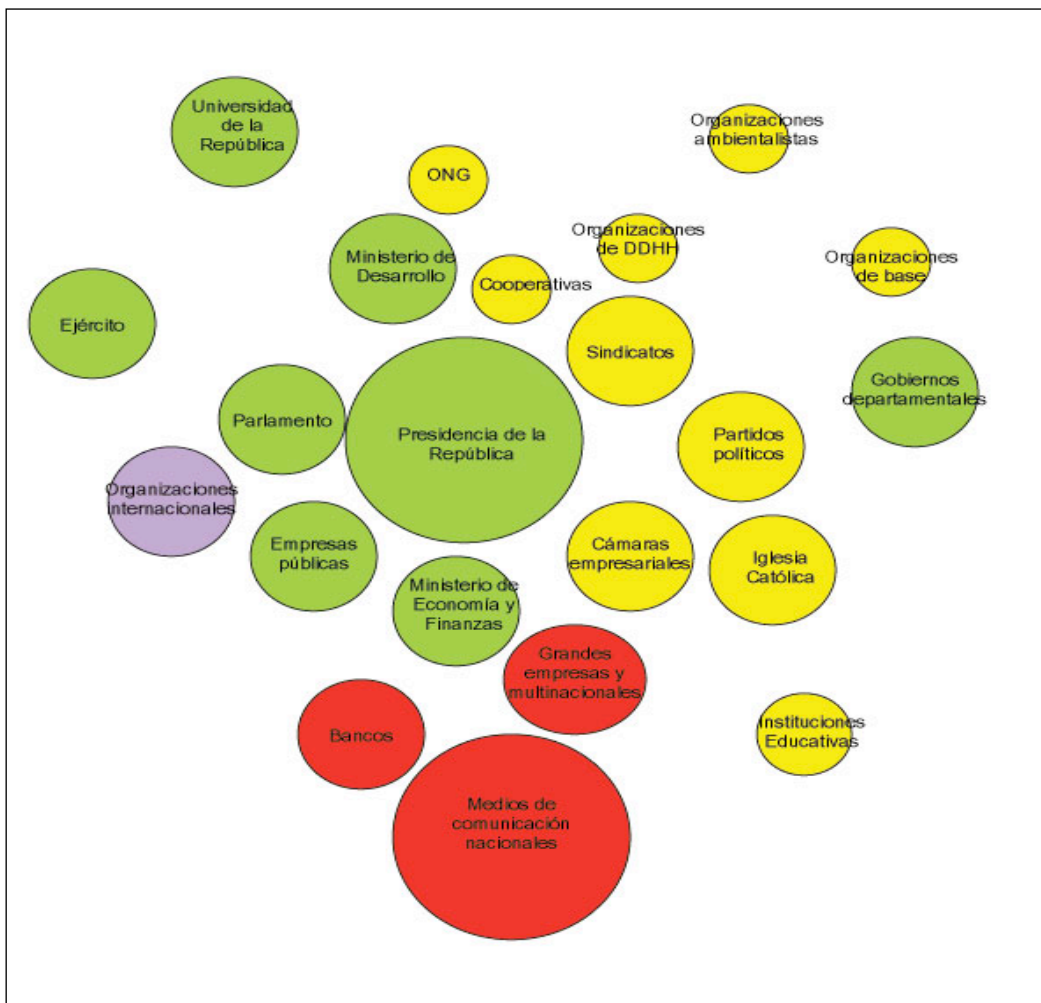 Universidad
de la
República
Organizaciones
ambientalistas
ONG
Organizaciones
de DDHH
Ministerio de
Desarrollo
Organizaciones
de base
Cooperativas
Ejército
Sindicatos
Gobiernos
departamentales
Parlamento
Presidencia de la
República
Partidos
políticos
Organizaciones
internacionales
Empresas
públicas
Cámaras
empresariales
Iglesia
Católica
Ministerio de
Economía y
Finanzas
Grandes
empresas y
multinacionales
Bancos
Instituciones
Educativas
Medios de
comunicación
nacionales